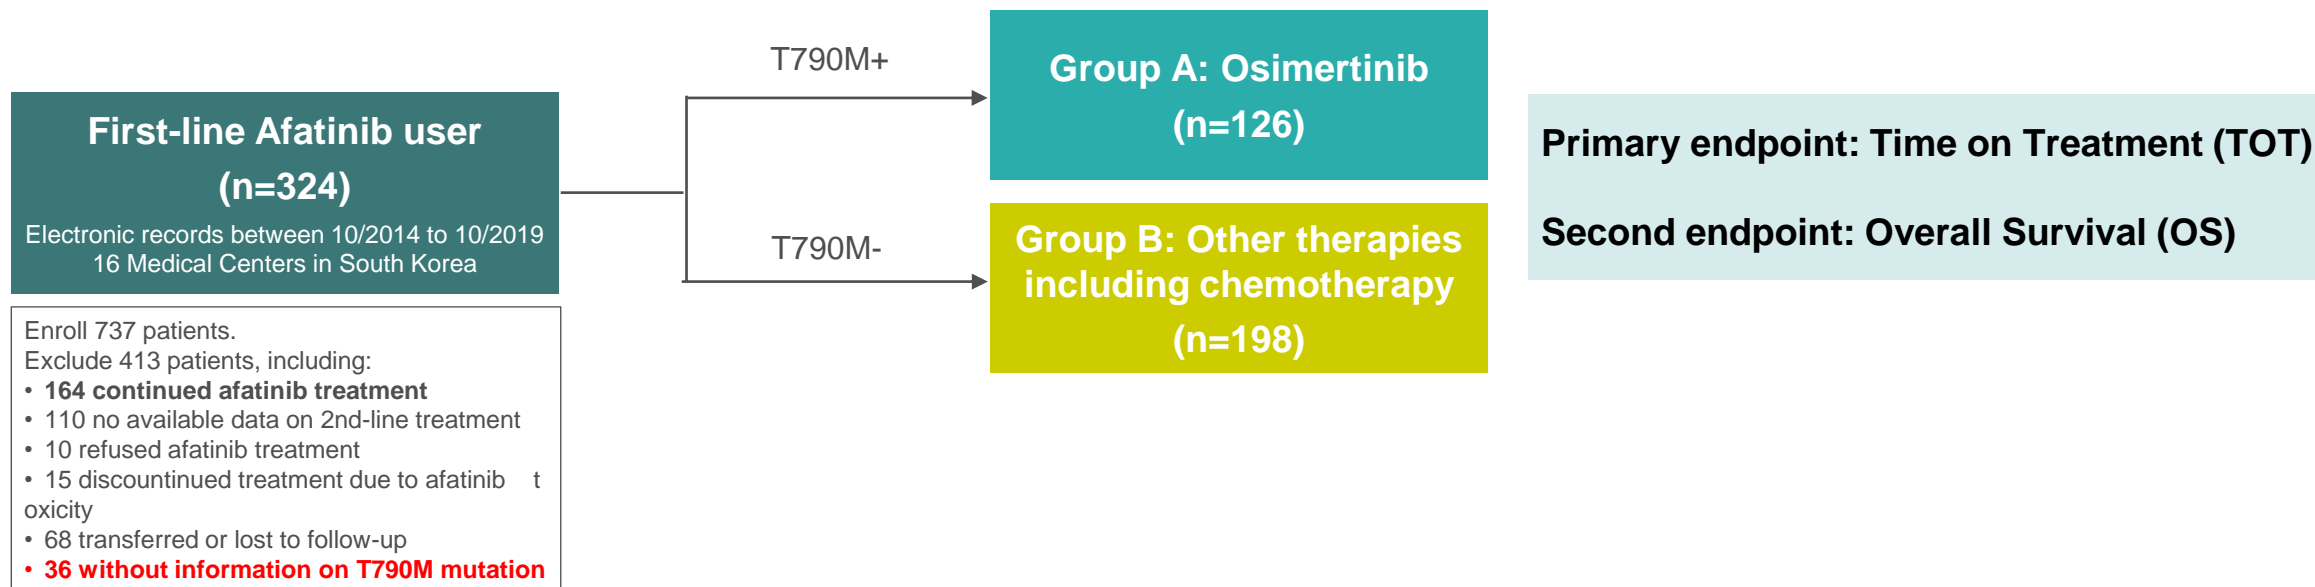 First-line Afatinib user
(n=324)
Electronic records between 10/2014 to 10/2019
16 Medical Centers in South Korea
Enroll 737 patients.
Exclude 413 patients, including:
• 164 continued afatinib treatment
• 110 no available data on 2nd-line treatment
• 10 refused afatinib treatment
• 15 discountinued treatment due to afatinib t
oxicity
• 68 transferred or lost to follow-up
• 36 without information on T790M mutation
T790M+
T790M-
Group A: Osimertinib
(n=126)
Group B: Other therapies
including chemotherapy
(n=198)
Primary endpoint: Time on Treatment (TOT)
Second endpoint: Overall Survival (OS)